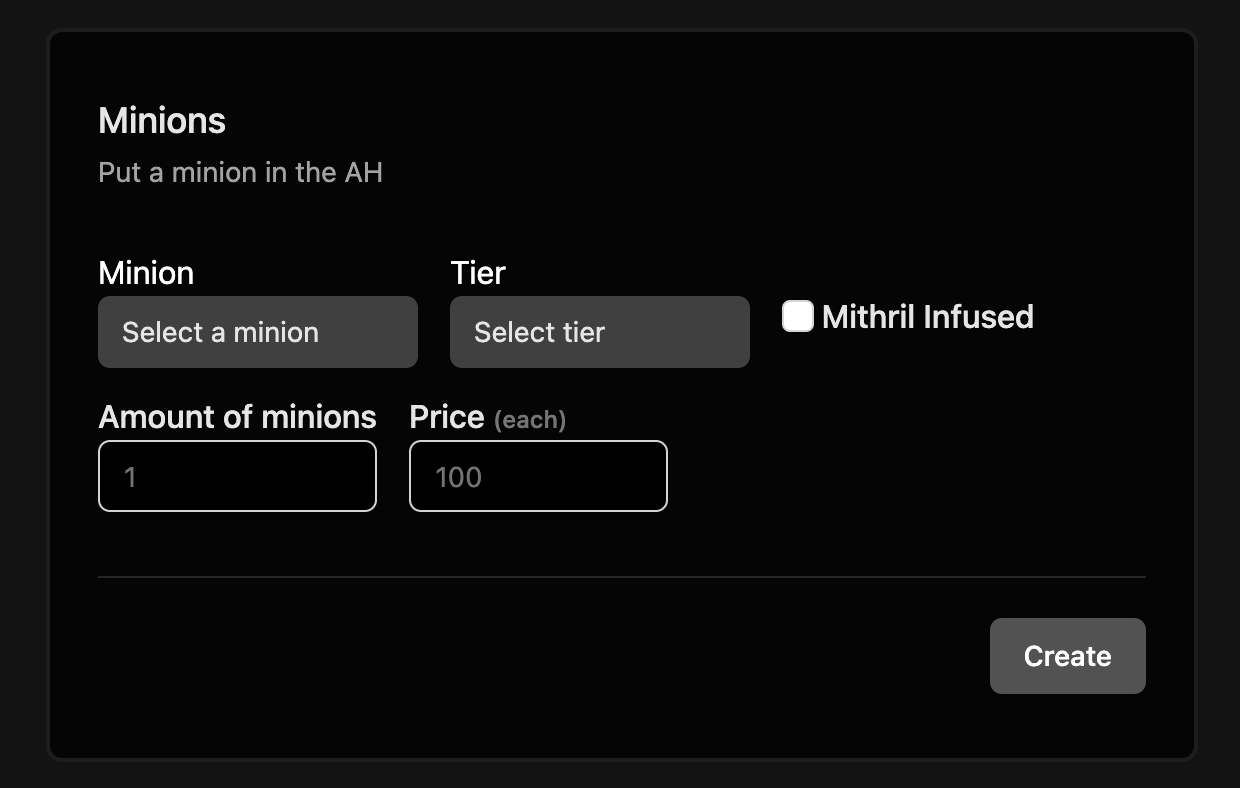 Minions
Put a minion in the AH
Minion
Tier
Select a minion
Select tier
Mithril Infused
Amount of minions
Price (each)
1
100
Create